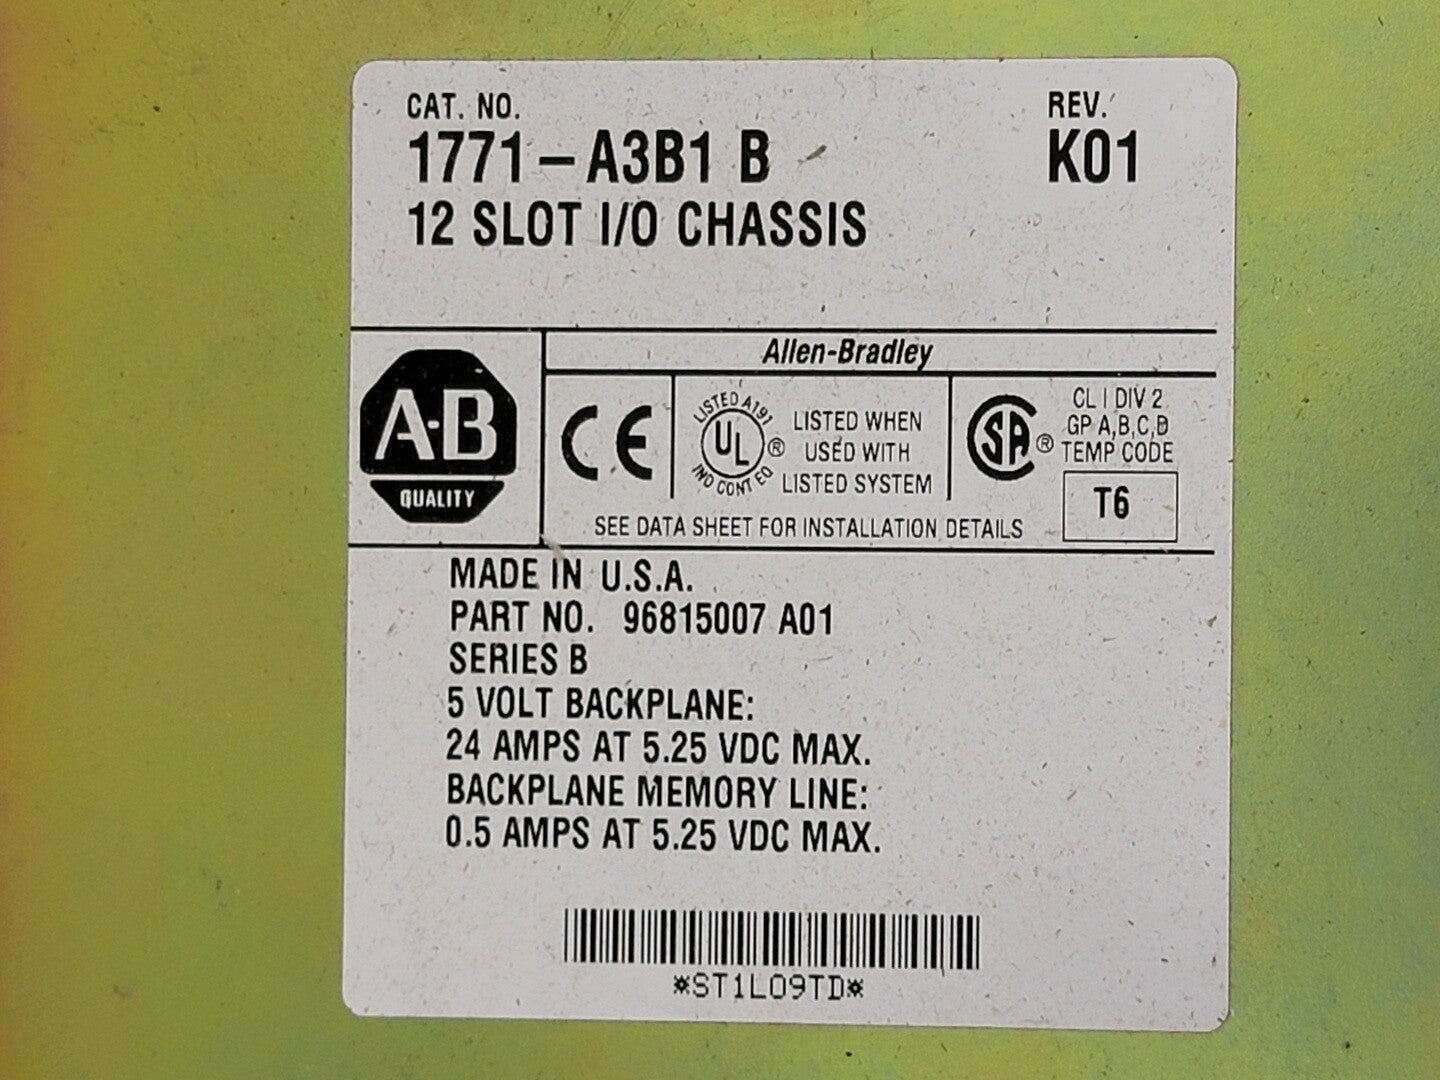 CAT. NO. REV.
1771-A3B1 B K01
12 SLOT I/O CHASSIS
Allen-Bradley
A-B
QUALITY
CE
LISTED A191
UL ®
IND CONT EQ
LISTED WHEN
USED WITH
LISTED SYSTEM
SA ®
CL I DIV 2
GP A,B,C,D
TEMP CODE
T6
SEE DATA SHEET FOR INSTALLATION DETAILS
MADE IN U.S.A.
PART NO. 96815007 A01
SERIES B
5 VOLT BACKPLANE:
24 AMPS AT 5.25 VDC MAX.
BACKPLANE MEMORY LINE:
0.5 AMPS AT 5.25 VDC MAX.
*ST1L09TD*